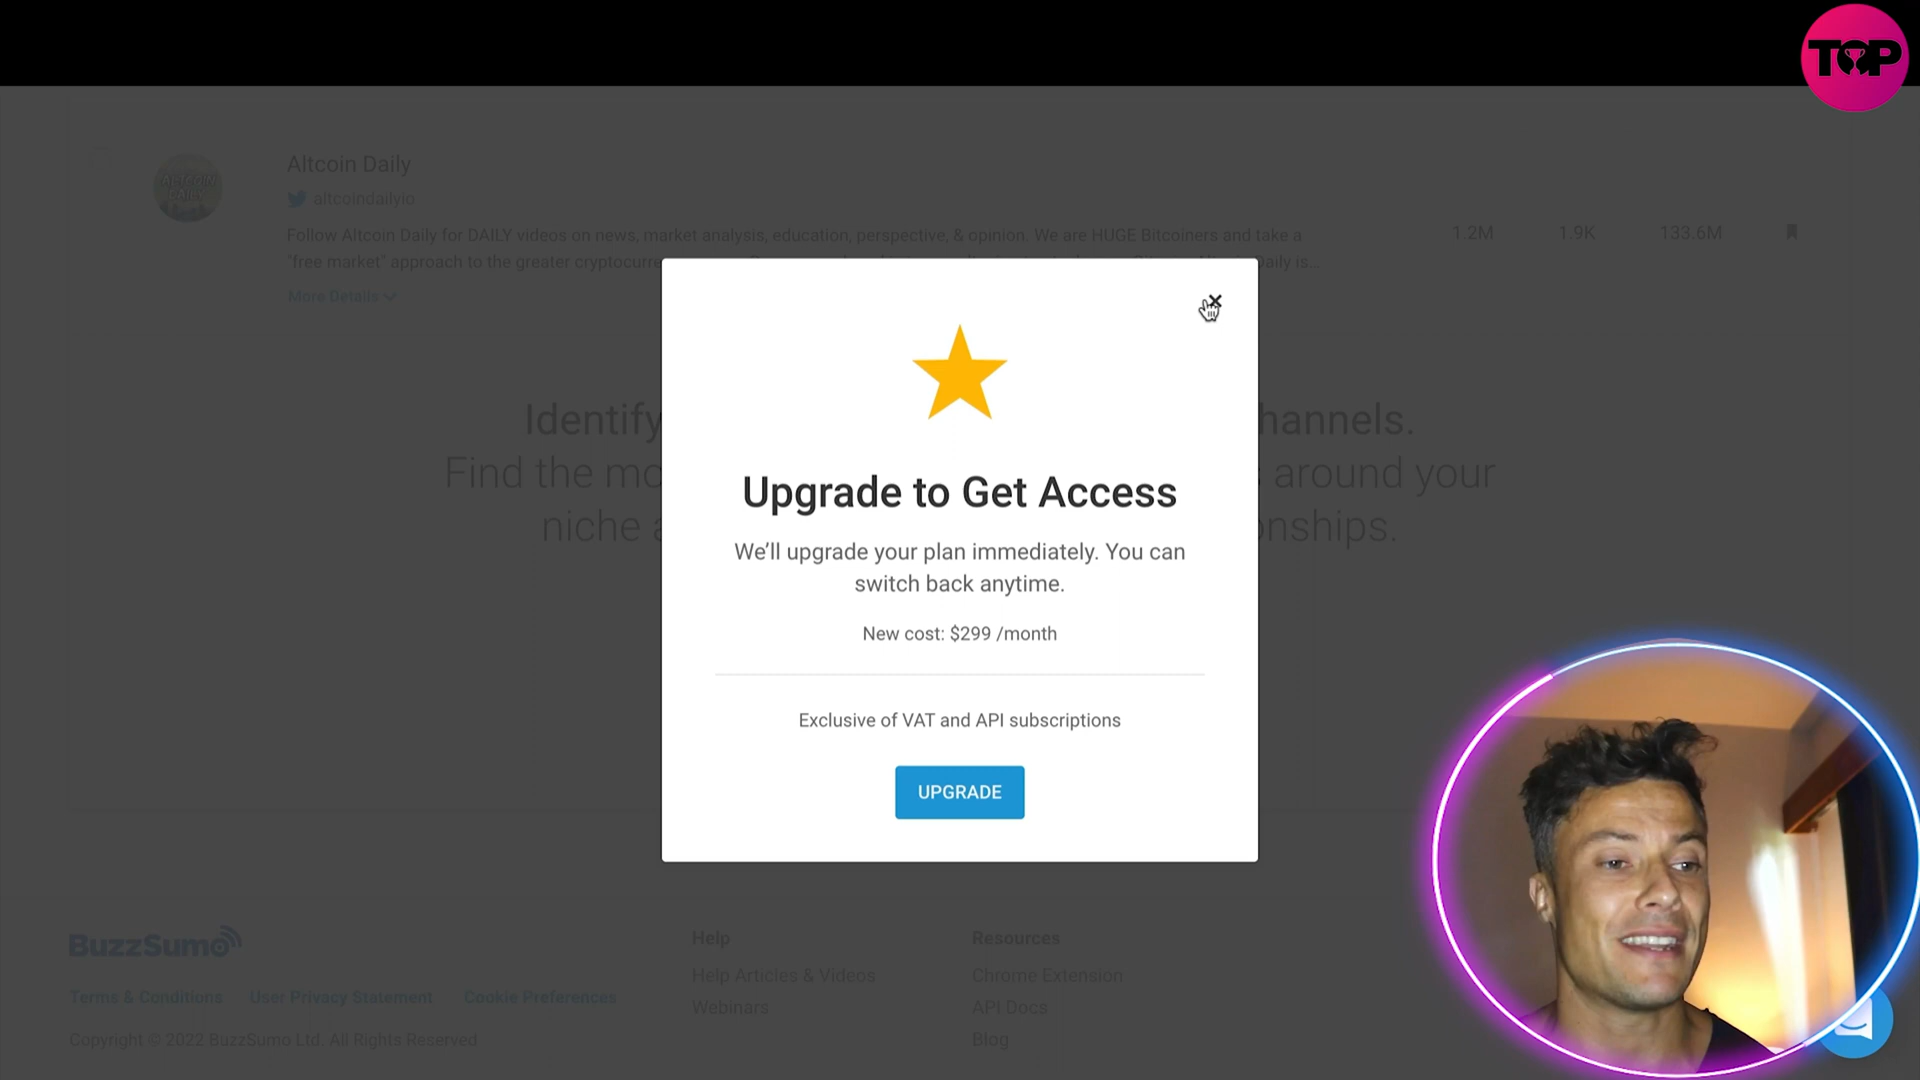 TOP
Altcoin Daily
ALTCOIN
DAILY
altcoindailyio
Follow Altcoin Daily for DAILY videos on news, market analysis, education, perspective, & opinion. We are HUGE Bitcoiners and take a
1.2M 1.9K 133.6M
"free market" approach to the greater
Daily is...
More Details
Upgrade to Get Access
We'll upgrade your plan immediately. You can
switch back anytime.
New cost: $299 /month
Exclusive of VAT and API subscriptions
UPGRADE
Identify hannels.
Find the around your
niche
BuzzSumo
Terms & Conditions User Privacy Statement Cookie Preferences
Copyright © 2022 BuzzSumo Ltd. All Rights Reserved
Help
Help Articles & Videos
Webinars
Resources
Chrome Extension
API Docs
Blog